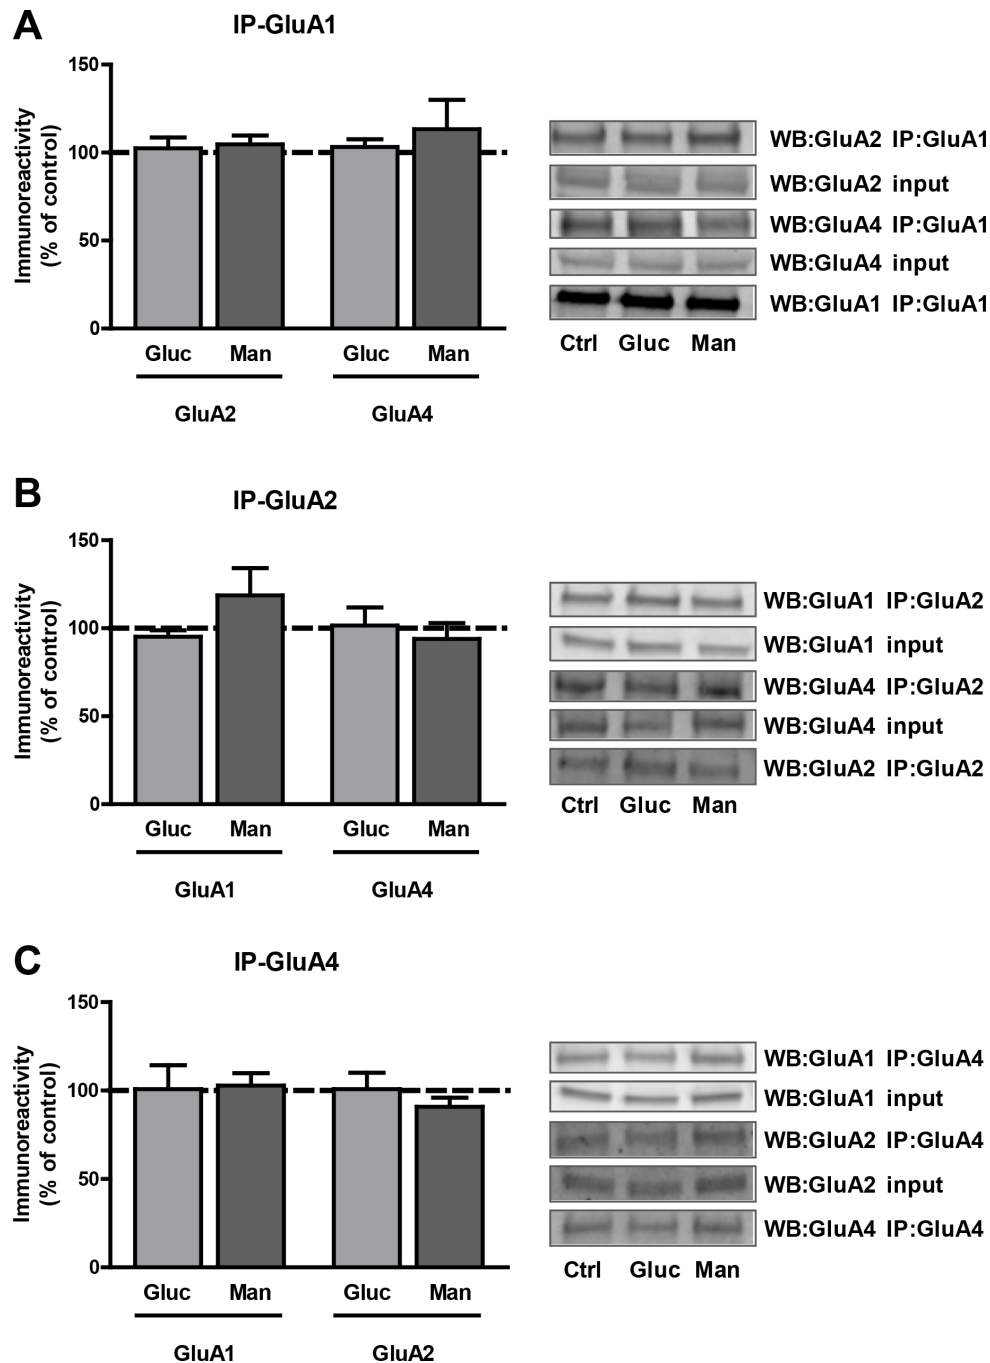 A
IP-GluA1
150
100
50
0
Immunoreactivity
(% of control)
Gluc Man Gluc Man
GluA2 GluA4
WB:GluA2 IP:GluA1
WB:GluA2 input
WB:GluA4 IP:GluA1
WB:GluA4 input
WB:GluA1 IP:GluA1
Ctrl Gluc Man
B
IP-GluA2
150
100
50
0
Immunoreactivity
(% of control)
Gluc Man Gluc Man
GluA1 GluA4
WB:GluA1 IP:GluA2
WB:GluA1 input
WB:GluA4 IP:GluA2
WB:GluA4 input
WB:GluA2 IP:GluA2
Ctrl Gluc Man
C
IP-GluA4
150
100
50
0
Immunoreactivity
(% of control)
Gluc Man Gluc Man
GluA1 GluA2
WB:GluA1 IP:GluA4
WB:GluA1 input
WB:GluA2 IP:GluA4
WB:GluA2 input
WB:GluA4 IP:GluA4
Ctrl Gluc Man